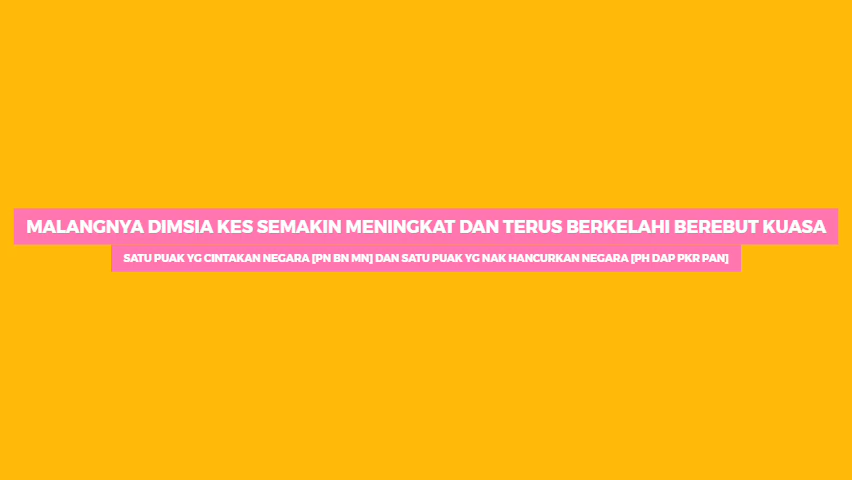 MALANGNYA DIMSIA KES SEMAKIN MENINGKAT DAN TERUS BERKELAHI BEREBUT KUASA
SATU PUAK YG CINTAKAN NEGARA [PN BN MN] DAN SATU PUAK YG NAK HANCURKAN NEGARA [PH DAP PKR PAN]